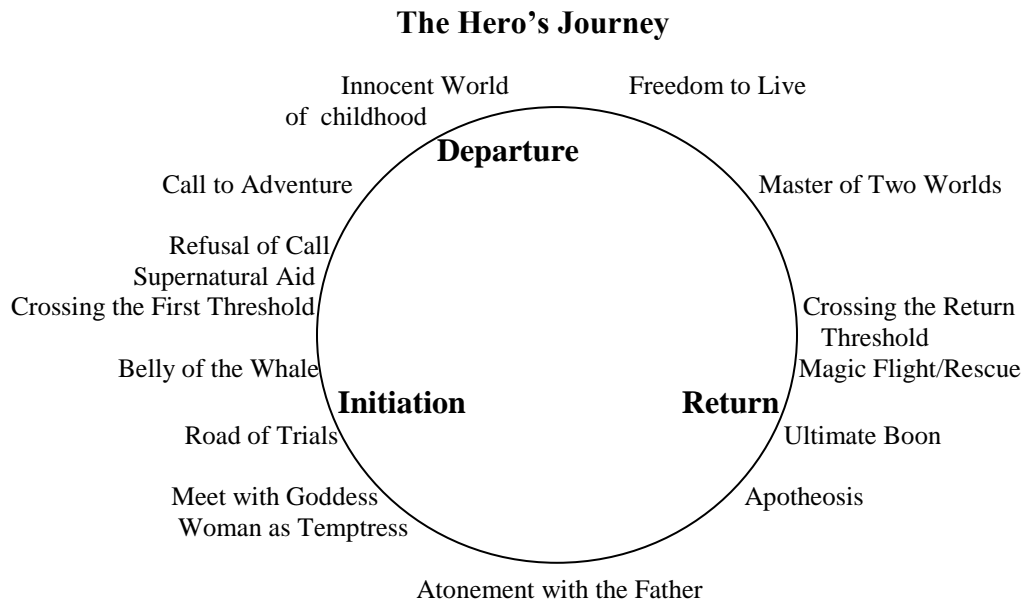 The Hero’s Journey
Innocent World
of childhood
Freedom to Live
Departure
Call to Adventure
Master of Two Worlds
Refusal of Call
Supernatural Aid
Crossing the First Threshold
Crossing the Return
Threshold
Belly of the Whale
Magic Flight/Rescue
Initiation
Return
Road of Trials
Ultimate Boon
Meet with Goddess
Woman as Temptress
Apotheosis
Atonement with the Father